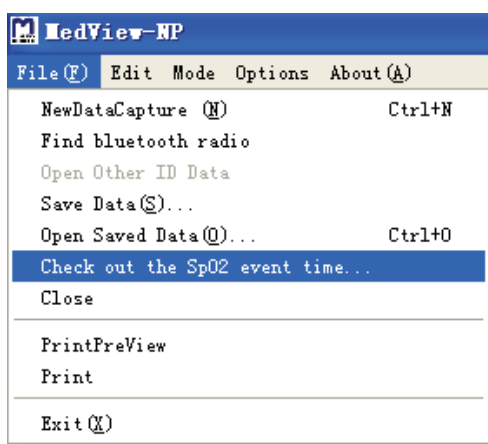 MedView-NP
File(F) Edit Mode Options About(A)
NewDataCapture (N) Ctrl+N
Find bluetooth radio
Open Other ID Data
Save Data(S)...
Open Saved Data(O)... Ctrl+O
Check out the SpO2 event time...
Close
PrintPreView
Print
Exit(X)